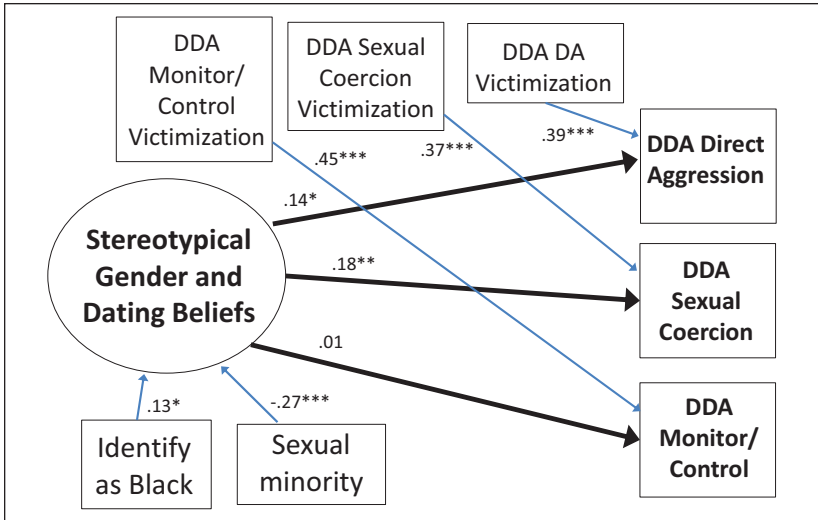 DDA
Monitor/
Control
Victimization
DDA Sexual
Coercion
Victimization
DDA DA
Victimization
.45***
.37***
.39***
DDA Direct
Aggression
.14*
Stereotypical
Gender and
Dating Beliefs
.18**
DDA
Sexual
Coercion
.01
.13*
-.27***
DDA
Monitor/
Control
Identify
as Black
Sexual
minority